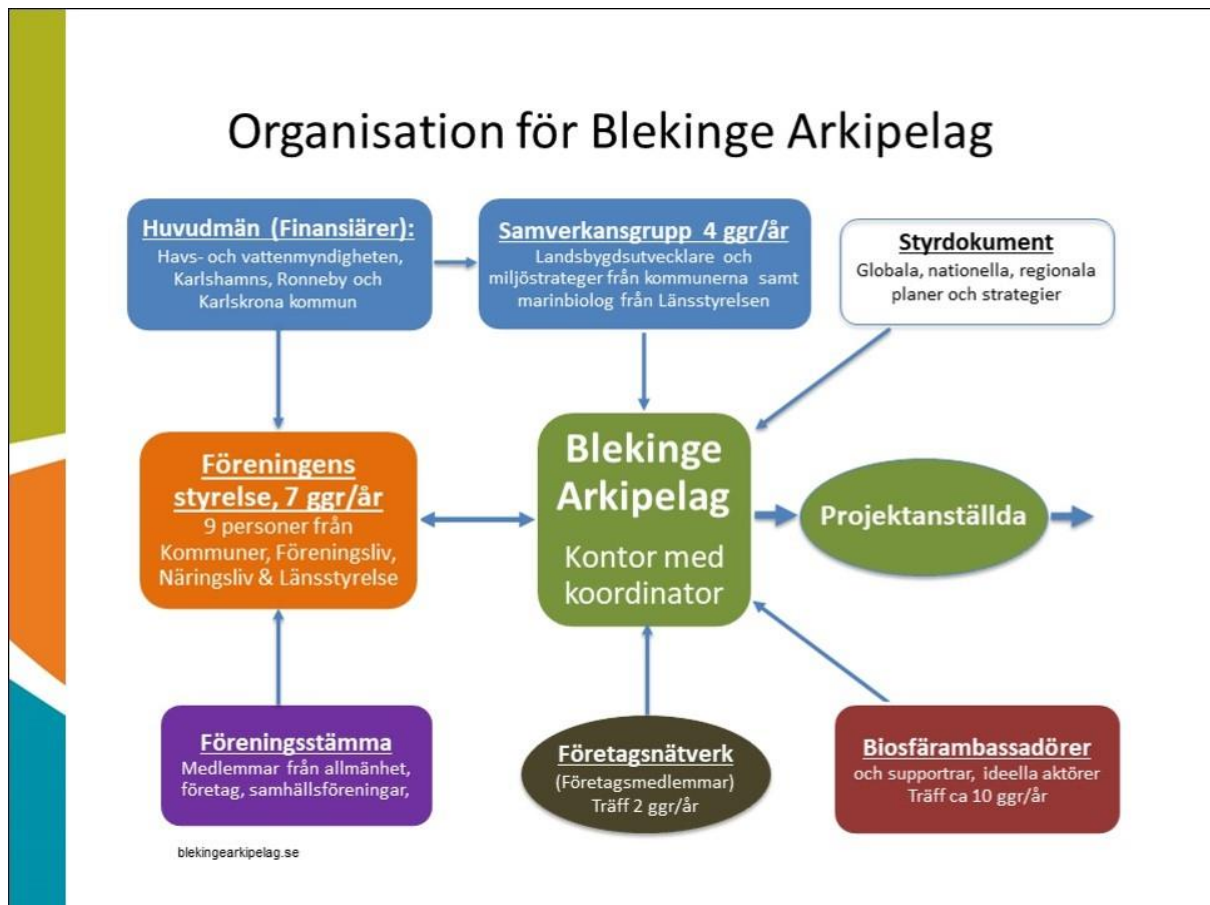 Organisation för Blekinge Arkipelag
Huvudmän (Finansiärer):
Havs- och vattenmyndigheten,
Karlshamns, Ronneby och
Karlskrona kommun
Samverkansgrupp 4 ggr/år
Landsbygdsutvecklare och
miljöstrateger från kommunerna samt
marinbiolog från Länsstyrelsen
Styrdokument
Globala, nationella, regionala
planer och strategier
Föreningens
styrelse, 7 ggr/år
9 personer från
Kommuner, Föreningsliv,
Näringsliv & Länsstyrelse
Blekinge
Arkipelag
Kontor med
koordinator
Projektanställda
Föreningsstämma
Medlemmar från allmänhet,
företag, samhällsföreningar,
Företagsnätverk
(Företagsmedlemmar)
Träff 2 ggr/år
Biosfärambassadörer
och supportrar, ideella aktörer
Träff ca 10 ggr/år
blekingearkipelag.se